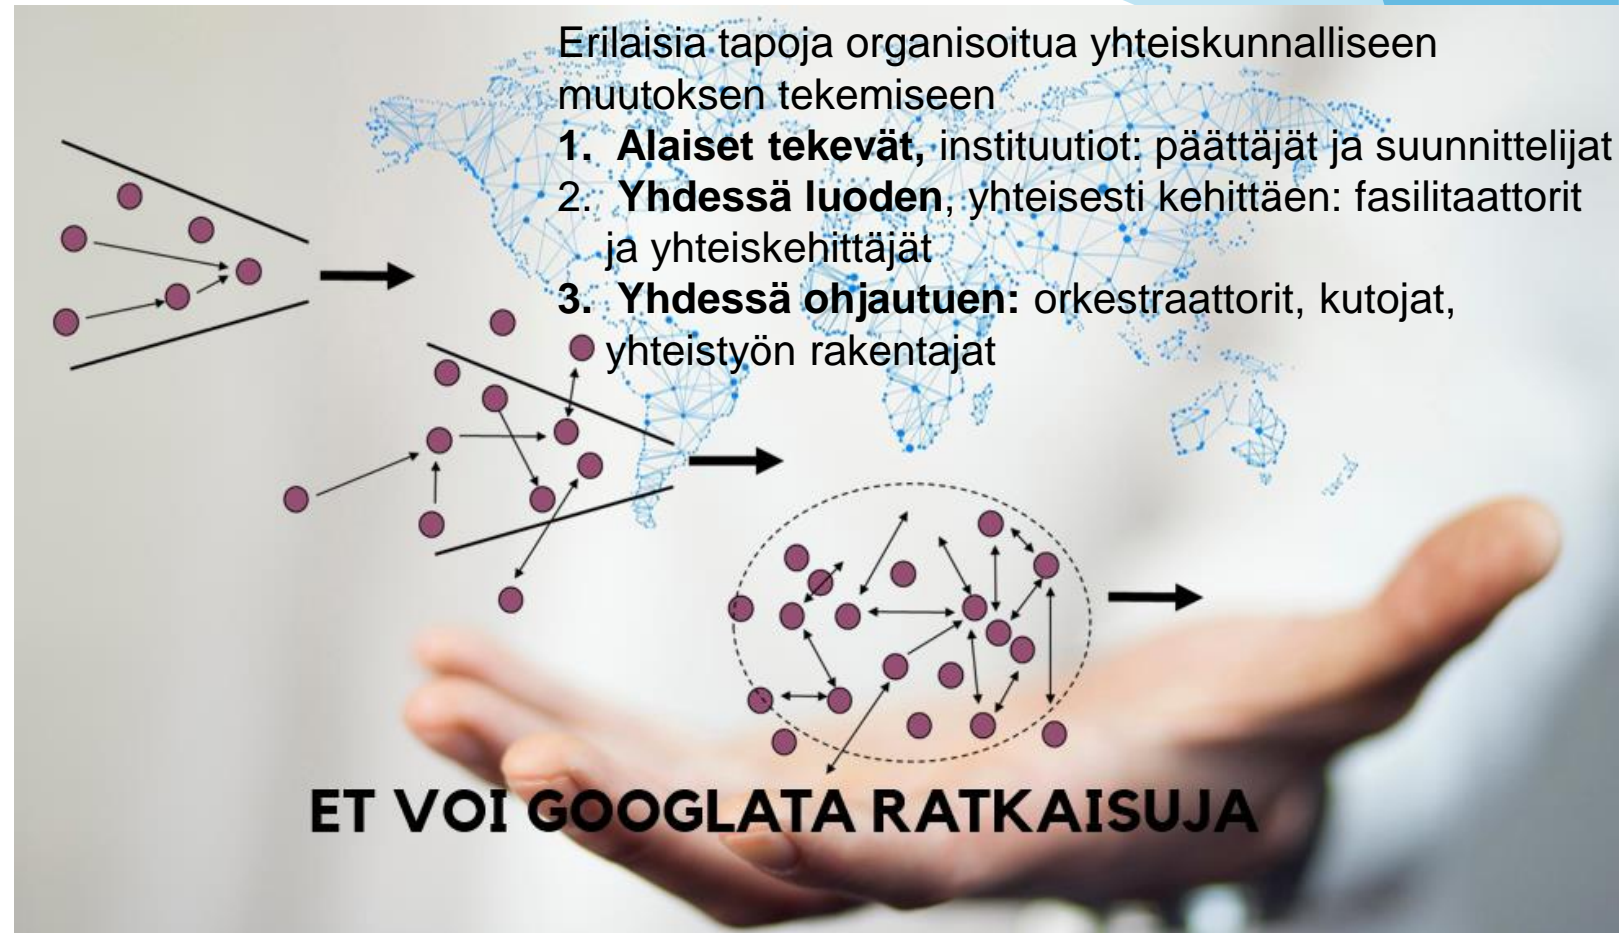 Erilaisia tapoja organisoitua yhteiskunnalliseen
muutoksen tekemiseen
1. Alaiset tekevät, instituutiot: päättäjät ja suunnittelijat
2. Yhdessä luoden, yhteisesti kehittäen: fasilitaattorit
ja yhteiskehittäjät
3. Yhdessä ohjautuen: orkestraattorit, kutojat,
yhteistyön rakentajat
ET VOI GOOGLATA RATKAISUJA